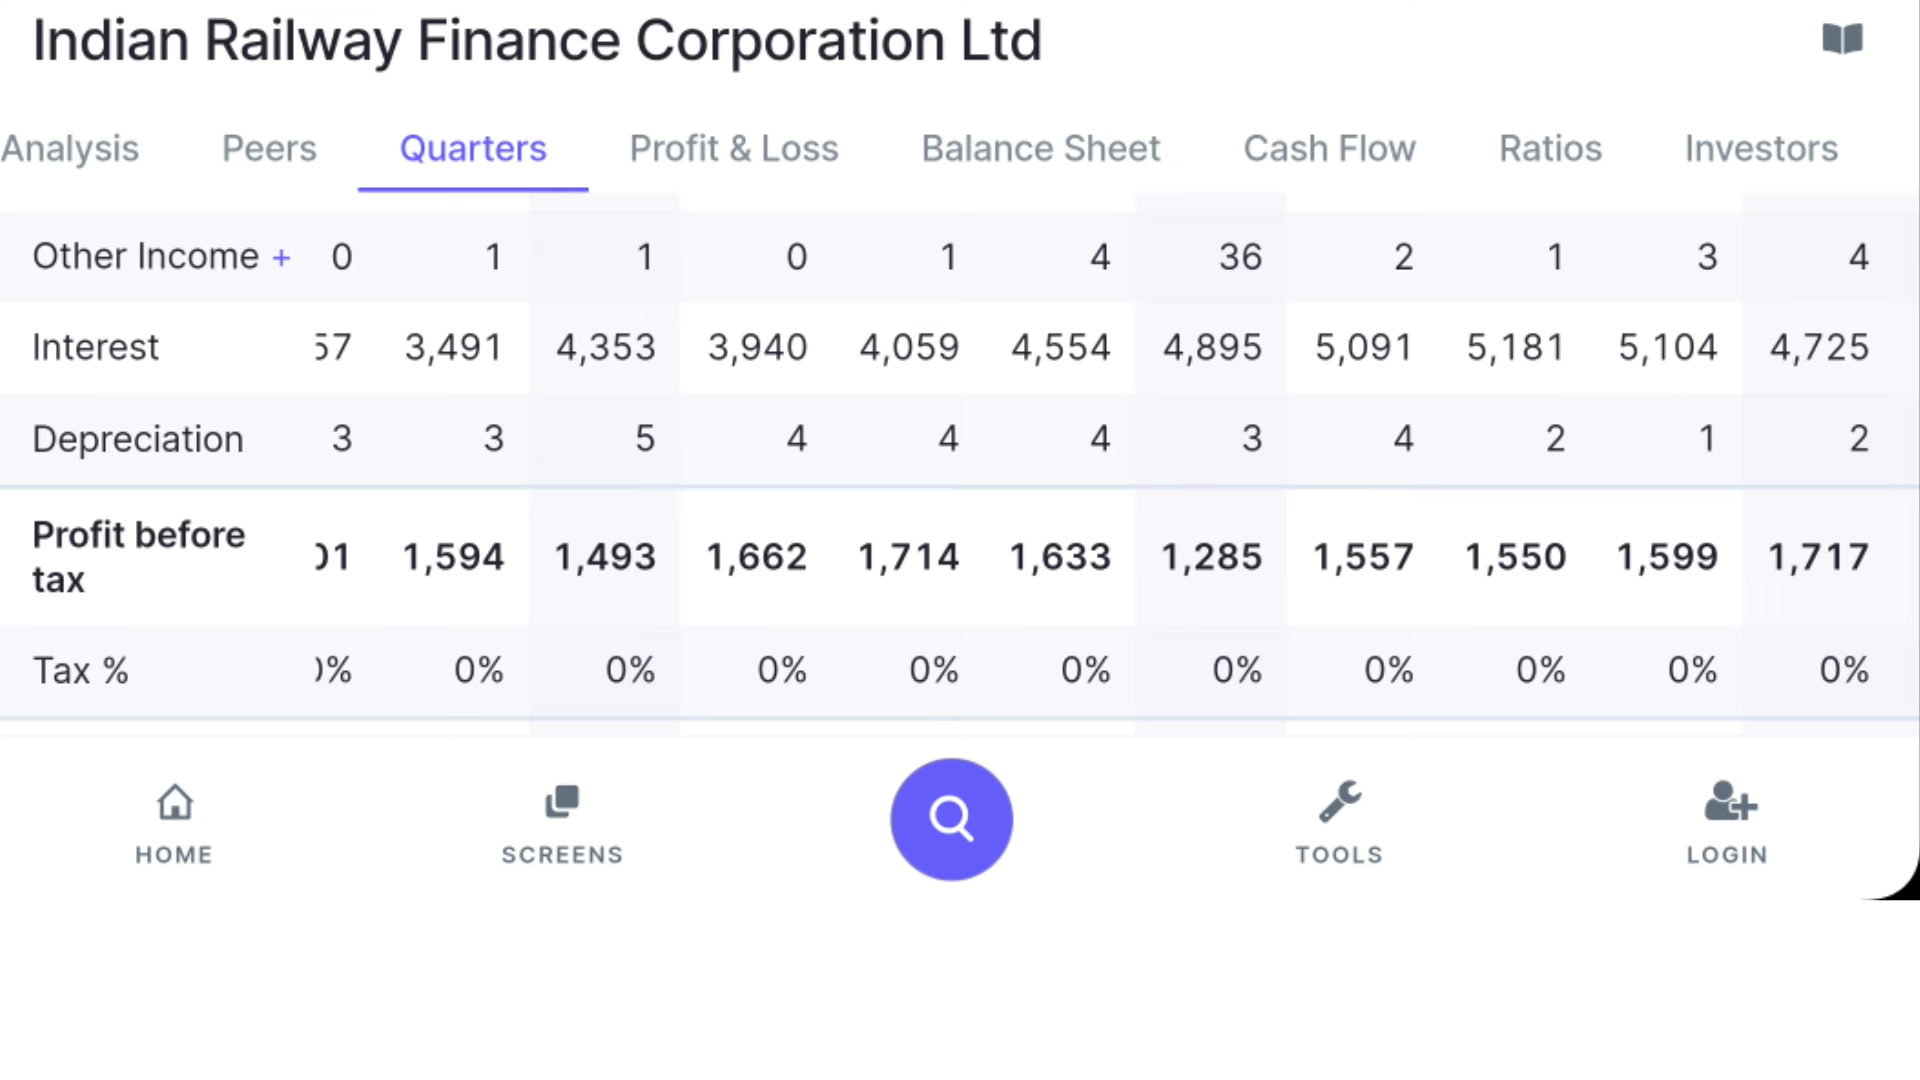 Indian Railway Finance Corporation Ltd
Analysis Peers Quarters Profit & Loss Balance Sheet Cash Flow Ratios Investors
Other Income + 0 1 1 0 1 4 36 2 1 3 4
Interest 57 3,491 4,353 3,940 4,059 4,554 4,895 5,091 5,181 5,104 4,725
Depreciation 3 3 5 4 4 4 3 4 2 1 2
Profit before
tax 01 1,594 1,493 1,662 1,714 1,633 1,285 1,557 1,550 1,599 1,717
Tax % 0% 0% 0% 0% 0% 0% 0% 0% 0% 0% 0%
HOME SCREENS TOOLS LOGIN